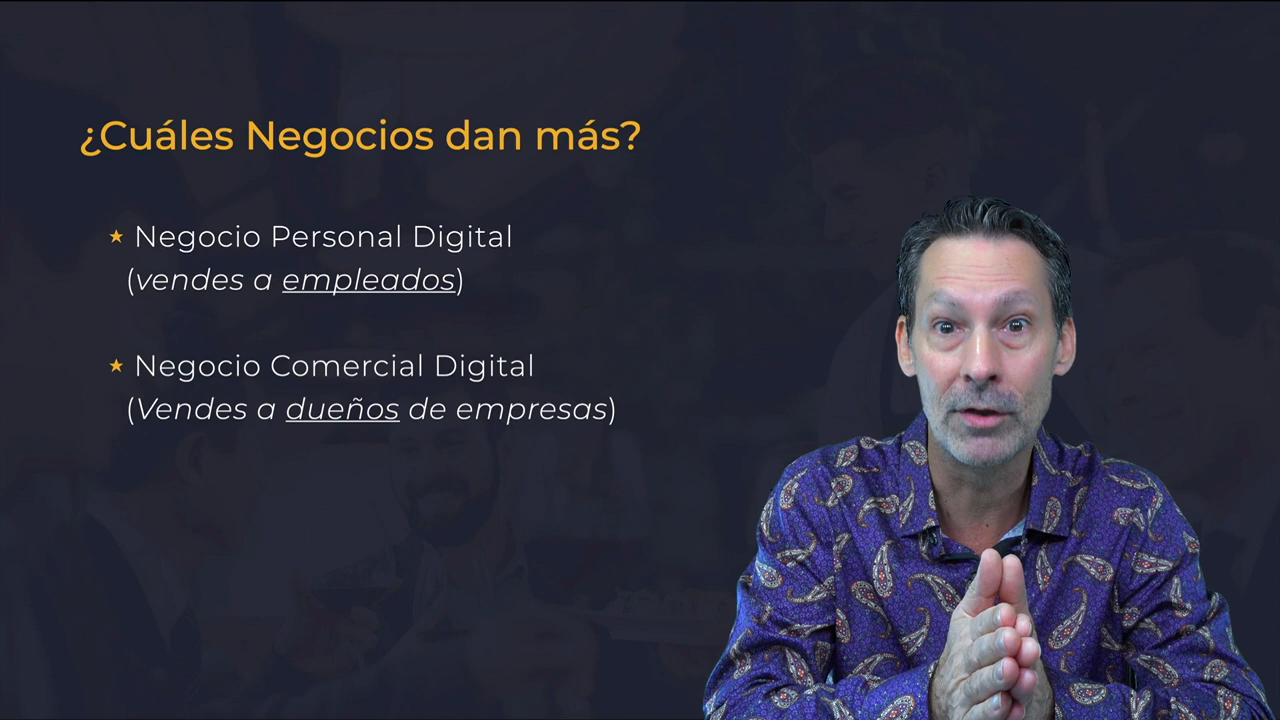 ¿Cuáles Negocios dan más?
★ Negocio Personal Digital
(vendes a empleados)
★ Negocio Comercial Digital
(Vendes a dueños de empresas)